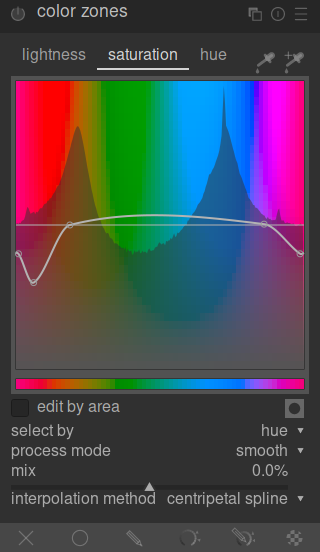 color zones
lightness saturation hue
edit by area
select by hue
process mode smooth
mix 0.0%
interpolation method centripetal spline